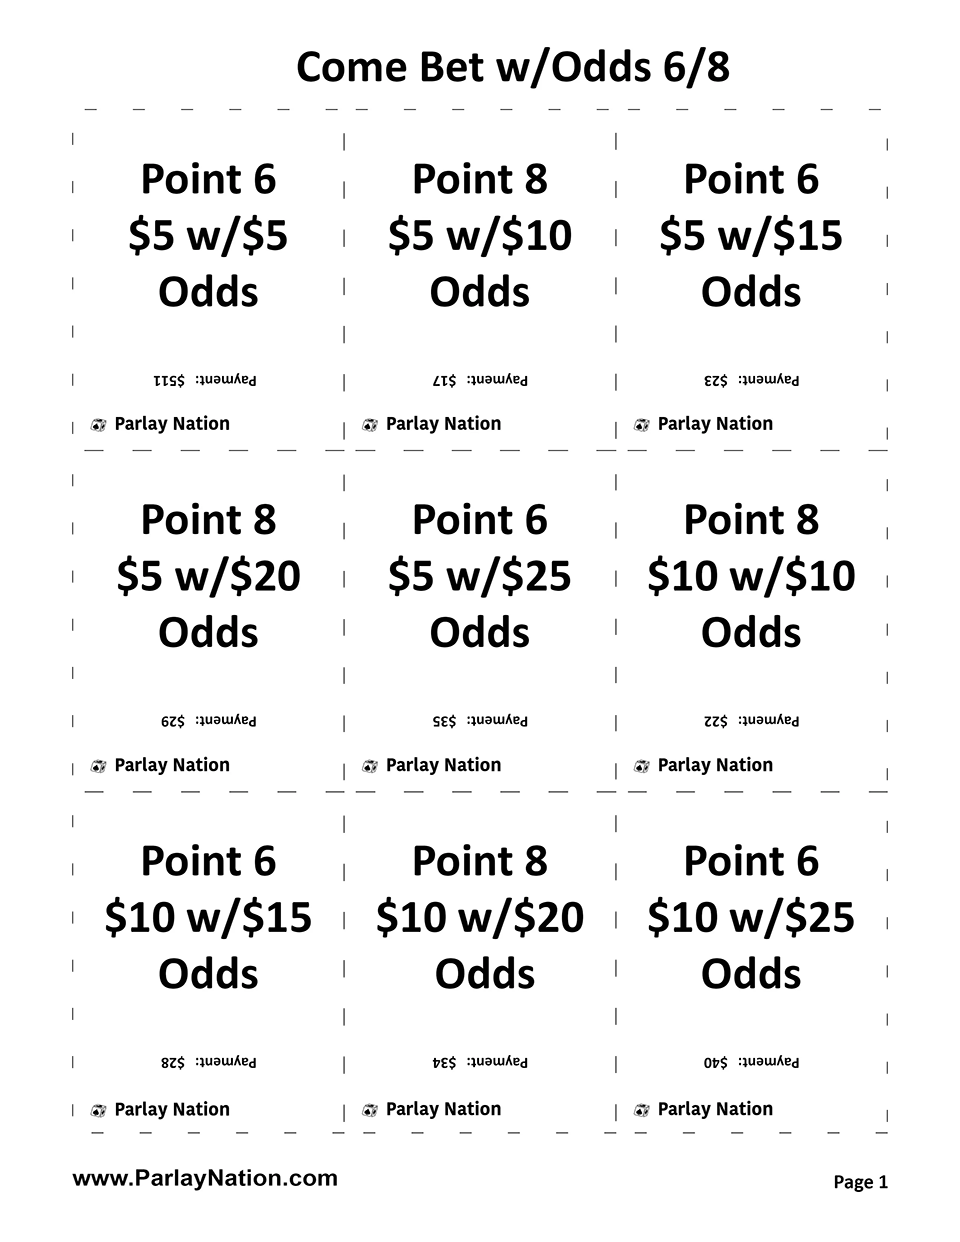 Come Bet w/Odds 6/8
Point 6
$5 w/$5
Odds
Payment: $511
Parlay Nation
Point 8
$5 w/$10
Odds
Payment: $17
Parlay Nation
Point 6
$5 w/$15
Odds
Payment: $23
Parlay Nation
Point 8
$5 w/$20
Odds
Payment: $29
Parlay Nation
Point 6
$5 w/$25
Odds
Payment: $35
Parlay Nation
Point 8
$10 w/$10
Odds
Payment: $22
Parlay Nation
Point 6
$10 w/$15
Odds
Payment: $28
Parlay Nation
Point 8
$10 w/$20
Odds
Payment: $34
Parlay Nation
Point 6
$10 w/$25
Odds
Payment: $40
Parlay Nation
www.ParlayNation.com
Page 1